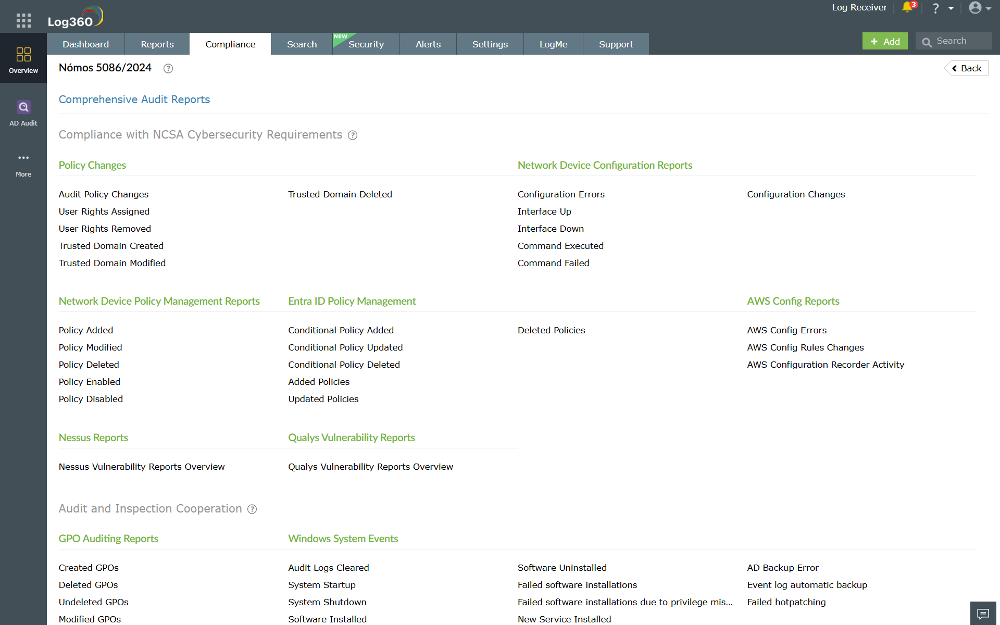 Log360
Log Receiver
3
?
Dashboard
Reports
Compliance
Search
NEW
Security
Alerts
Settings
LogMe
Support
+ Add
Search
Overview
AD Audit
More
Nómos 5086/2024 ?
Back
Comprehensive Audit Reports
Compliance with NCSA Cybersecurity Requirements ?
Policy Changes
Audit Policy Changes
User Rights Assigned
User Rights Removed
Trusted Domain Created
Trusted Domain Modified
Trusted Domain Deleted
Network Device Configuration Reports
Configuration Errors
Interface Up
Interface Down
Command Executed
Command Failed
Configuration Changes
Network Device Policy Management Reports
Policy Added
Policy Modified
Policy Deleted
Policy Enabled
Policy Disabled
Entra ID Policy Management
Conditional Policy Added
Conditional Policy Updated
Conditional Policy Deleted
Added Policies
Updated Policies
Deleted Policies
AWS Config Reports
AWS Config Errors
AWS Config Rules Changes
AWS Configuration Recorder Activity
Nessus Reports
Nessus Vulnerability Reports Overview
Qualys Vulnerability Reports
Qualys Vulnerability Reports Overview
Audit and Inspection Cooperation ?
GPO Auditing Reports
Created GPOs
Deleted GPOs
Undeleted GPOs
Modified GPOs
Windows System Events
Audit Logs Cleared
System Startup
System Shutdown
Software Installed
Software Uninstalled
Failed software installations
Failed software installations due to privilege mis...
New Service Installed
AD Backup Error
Event log automatic backup
Failed hotpatching